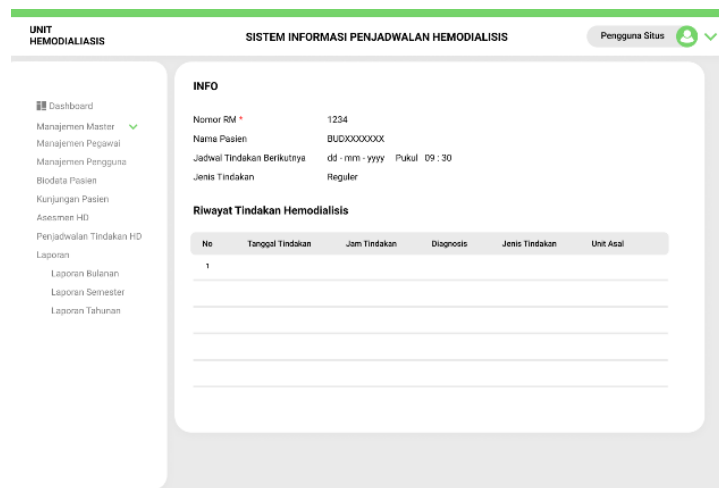 UNIT
HEMODIALIASIS
SISTEM INFORMASI PENJADWALAN HEMODIALISIS
Pengguna Situs
Dashboard
Manajemen Master
Manajemen Pegawai
Manajemen Pengguna
Biodata Pasien
Kunjungan Pasien
Asesmen HD
Penjadwalan Tindakan HD
Laporan
Laporan Bulanan
Laporan Semester
Laporan Tahunan
INFO
Nomor RM * 1234
Nama Pasien BUDXXXXXXX
Jadwal Tindakan Berikutnya dd - mm - yyyy Pukul 09 : 30
Jenis Tindakan Reguler
Riwayat Tindakan Hemodialisis
No Tanggal Tindakan Jam Tindakan Diagnosis Jenis Tindakan Unit Asal
1